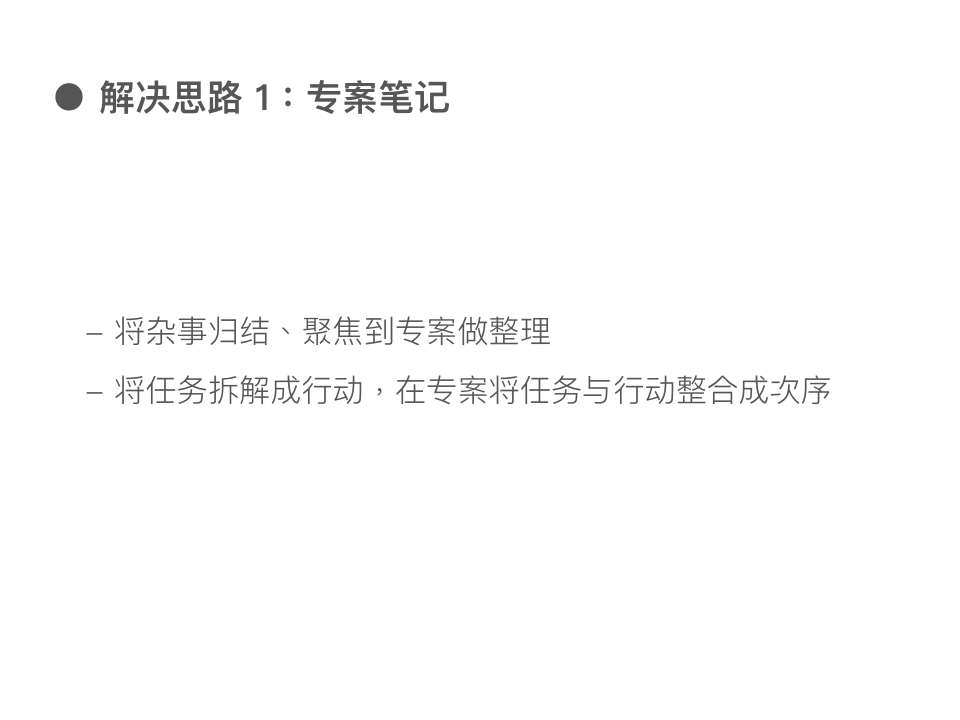 ● 解决思路 1：专案笔记
– 将杂事归结、聚焦到专案做整理
– 将任务拆解成行动，在专案将任务与行动整合成次序